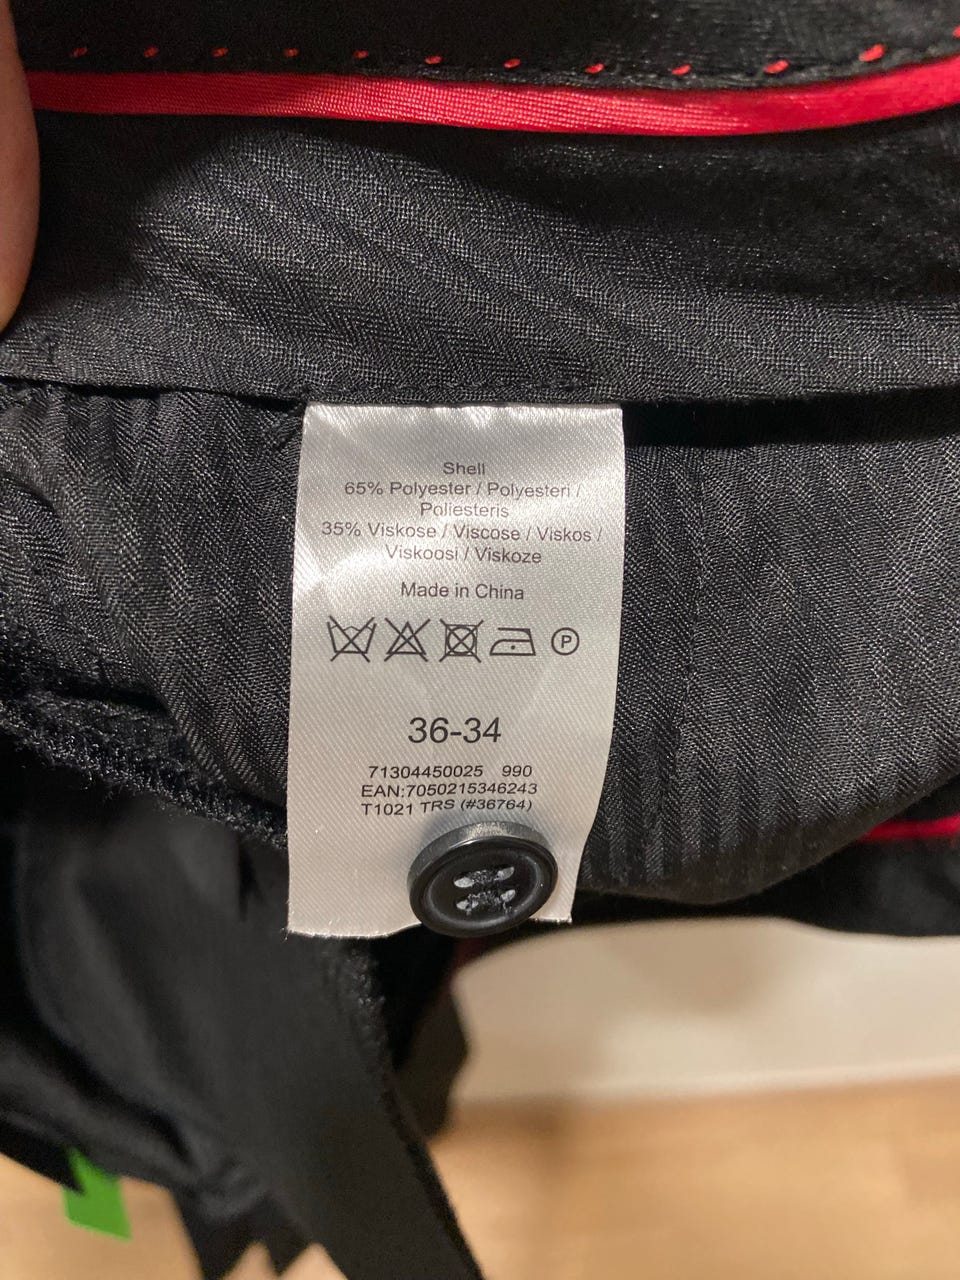 Shell
65% Polyester / Polyesteri /
Poliesteris
35% Viskose / Viscose / Viskos /
Viskoosi / Viskoze
Made in China
P
36-34
71304450025 990
EAN:7050215346243
T1021 TRS (#36764)